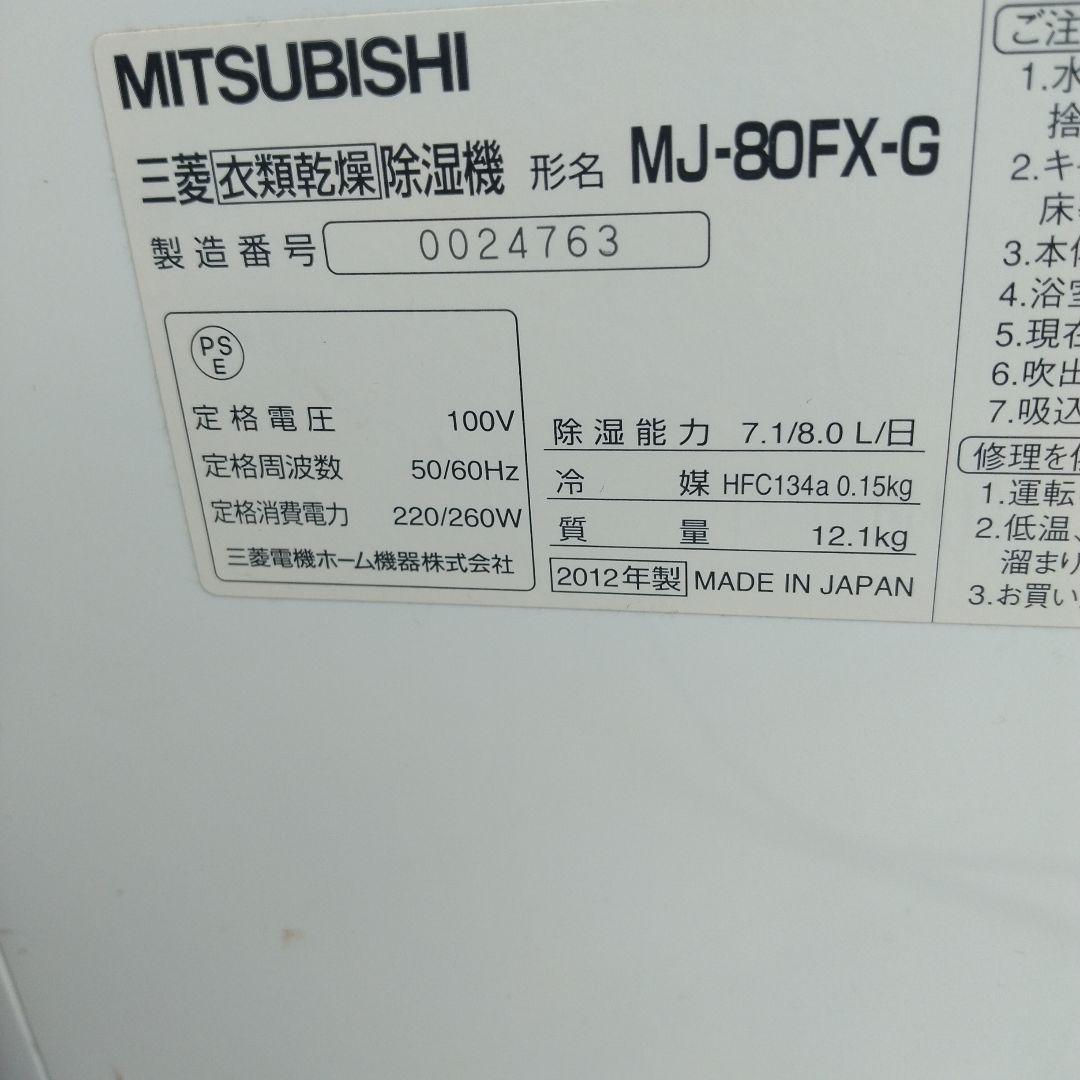 MITSUBISHI
三菱衣類乾燥除湿機 形名 MJ-80FX-G
製造番号 0024763
PS
E
定格電圧 100V
定格周波数 50/60Hz
定格消費電力 220/260W
三菱電機ホーム機器株式会社
除湿能力 7.1/8.0 L/日
冷媒 HFC134a 0.15kg
質量 12.1kg
2012年製 MADE IN JAPAN
ご注
1.水
捨
2.キ
床
3.本体
4.浴室
5.現在
6.吹出
7.吸込
修理を
1.運転
2.低温、
溜まり
3.お買い